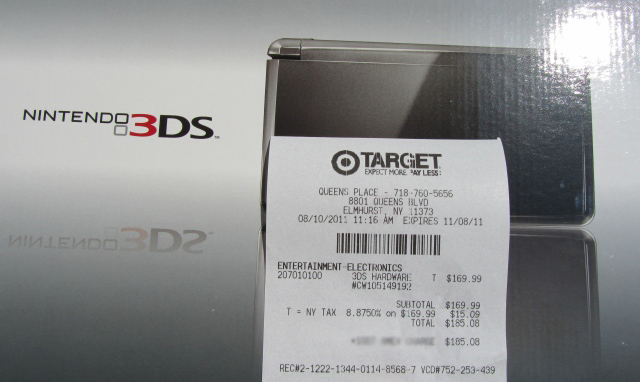 NINTENDO 3DS™
TARGET
EXPECT MORE. PAY LESS.
QUEENS PLACE - 718-760-5656
8801 QUEENS BLVD
ELMHURST, NY 11373
08/10/2011 11:16 AM EXPIRES 11/08/11
ENTERTAINMENT-ELECTRONICS
207010100 3DS HARDWARE T $169.99
#CW105149192
SUBTOTAL $169.99
T = NY TAX 8.8750% on $169.99 $15.09
TOTAL $185.08
$185.08
REC#2-1222-1344-0114-8568-7 VCD#752-253-439